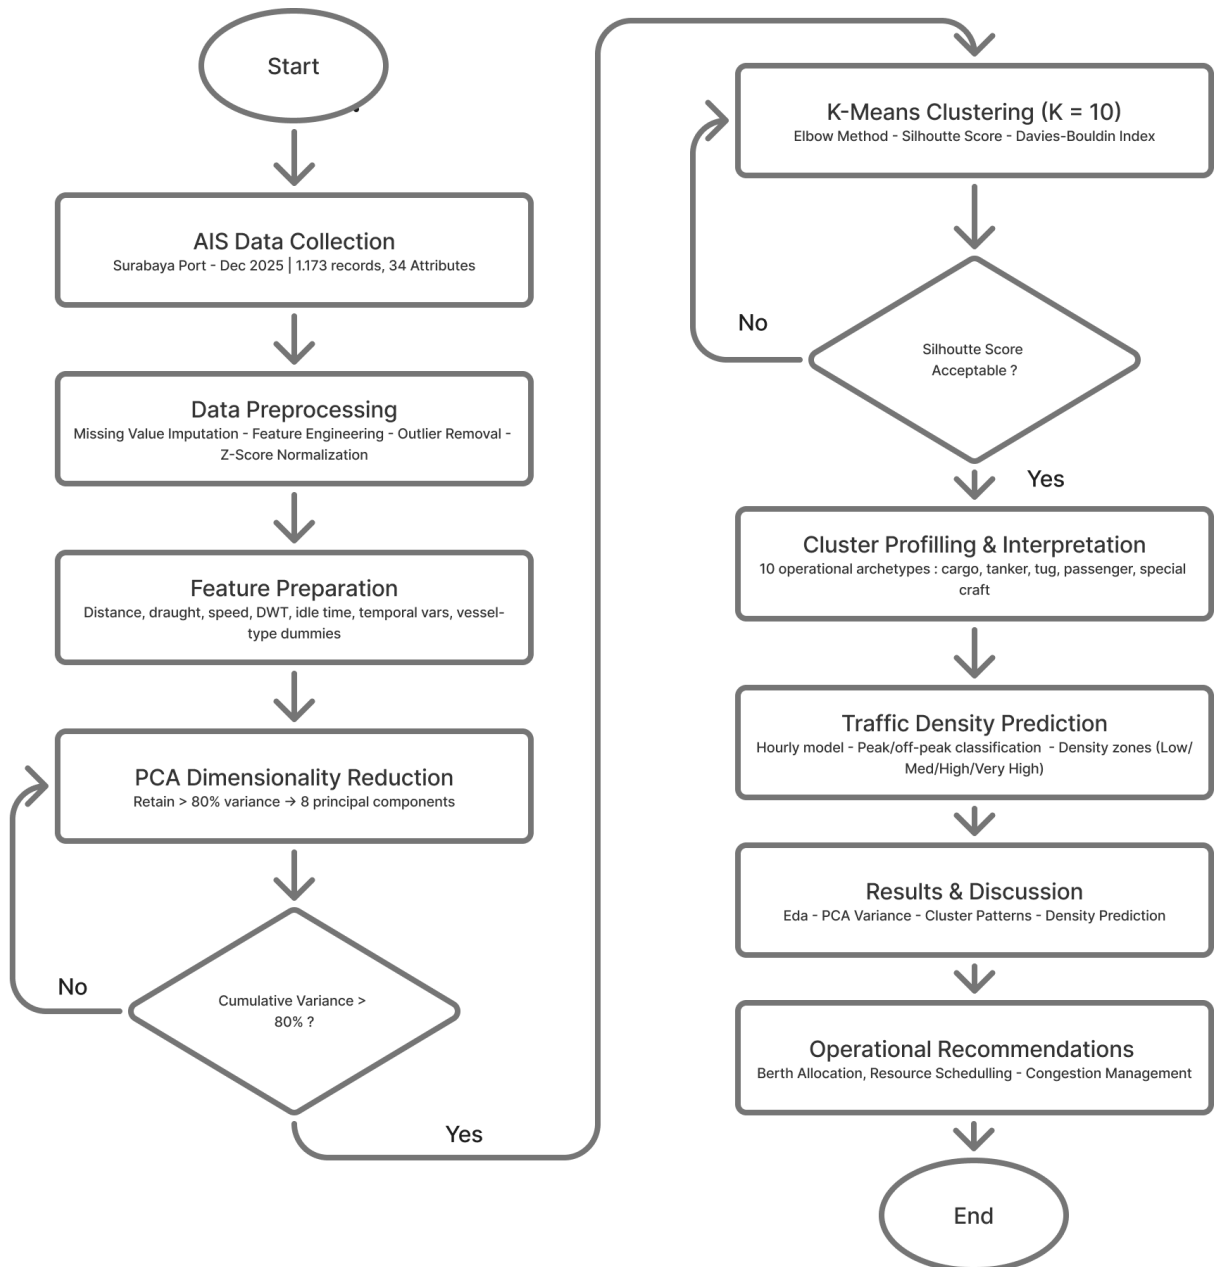 Start
AIS Data Collection
Surabaya Port - Dec 2025 | 1.173 records, 34 Attributes
Data Preprocessing
Missing Value Imputation - Feature Engineering - Outlier Removal -
Z-Score Normalization
Feature Preparation
Distance, draught, speed, DWT, idle time, temporal vars, vessel-
type dummies
PCA Dimensionality Reduction
Retain > 80% variance → 8 principal components
No
Cumulative Variance >
80% ?
Yes
K-Means Clustering (K = 10)
Elbow Method - Silhoutte Score - Davies-Bouldin Index
No
Silhoutte Score
Acceptable ?
Yes
Cluster Profilling & Interpretation
10 operational archetypes : cargo, tanker, tug, passenger, special
craft
Traffic Density Prediction
Hourly model - Peak/off-peak classification - Density zones (Low/
Med/High/Very High)
Results & Discussion
Eda - PCA Variance - Cluster Patterns - Density Prediction
Operational Recommendations
Berth Allocation, Resource Schedulling - Congestion Management
End